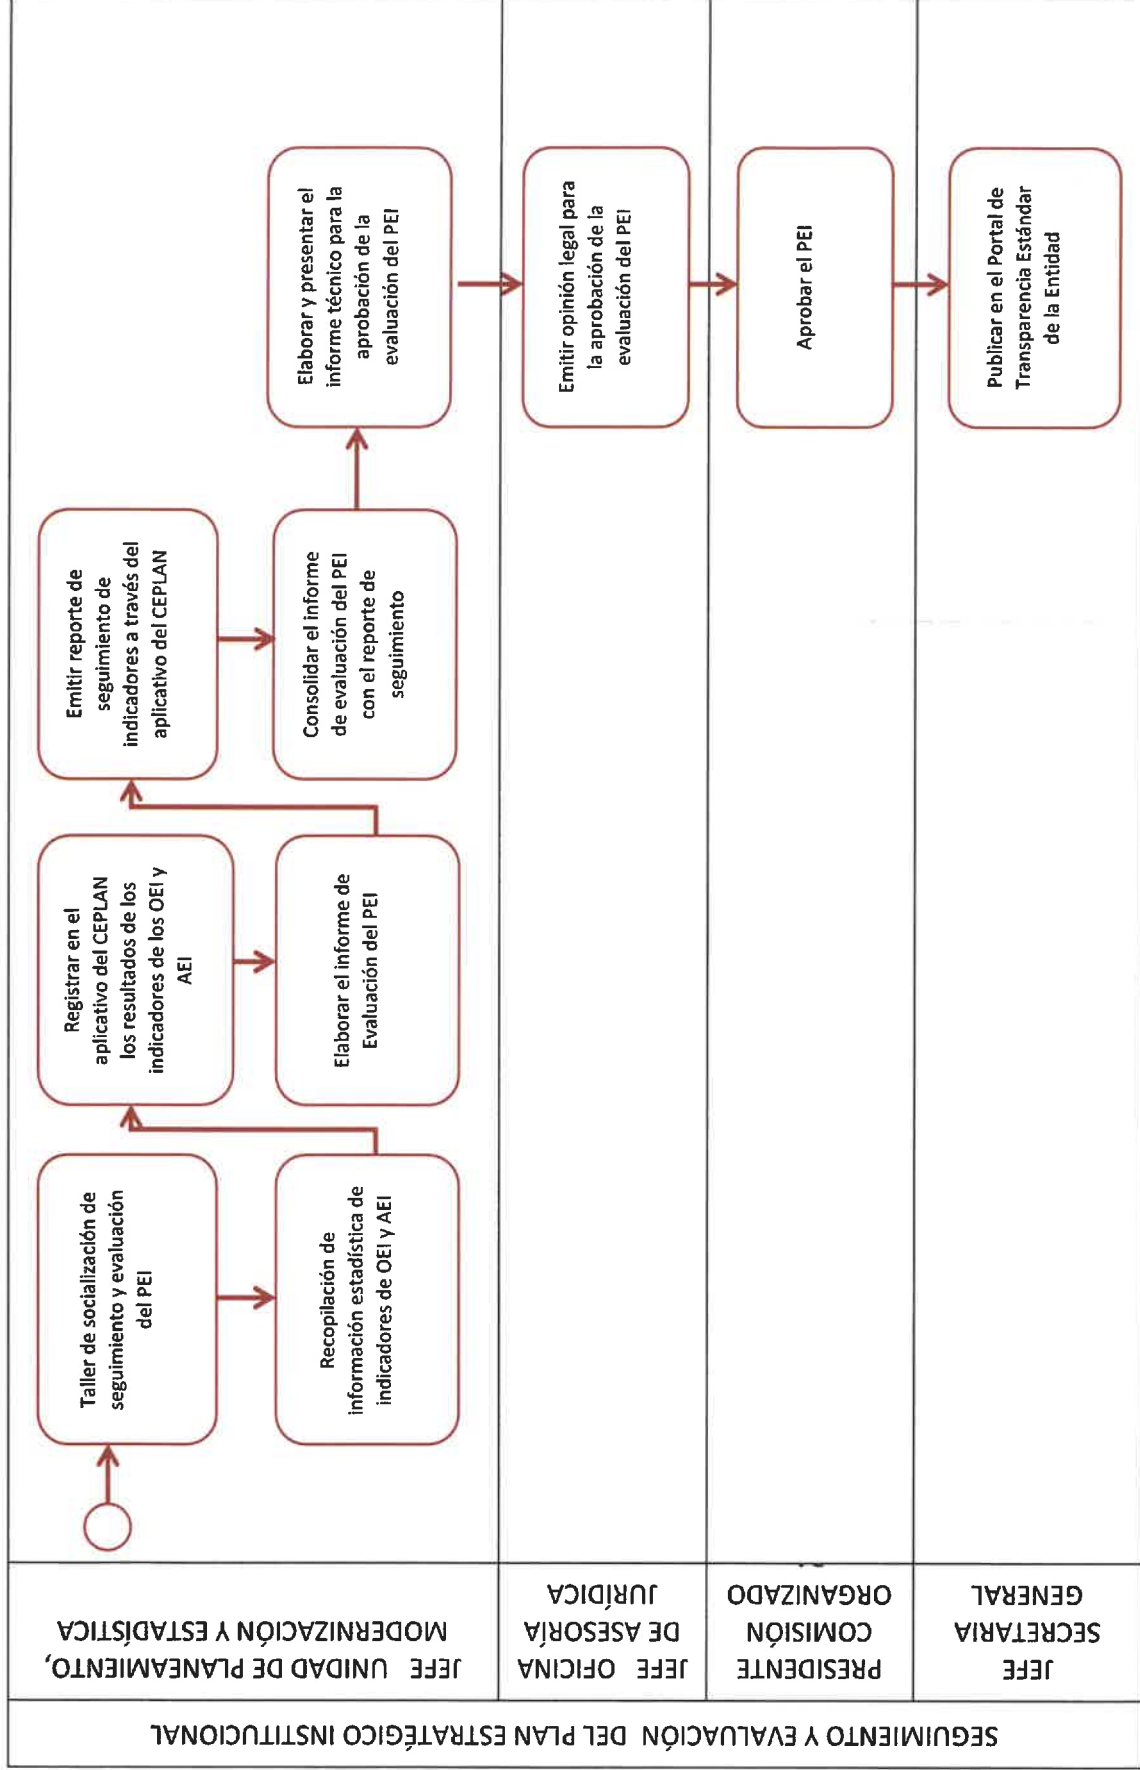 SEGUIMIENTO Y EVALUACIÓN DEL PLAN ESTRATÉGICO INSTITUCIONAL
JEFE UNIDAD DE PLANEAMIENTO,
MODERNIZACIÓN Y ESTADÍSTICA
Taller de socialización de
seguimiento y evaluación
del PEI
Recopilación de
información estadística de
indicadores de OEI y AEI
Registrar en el
aplicativo del CEPLAN
los resultados de los
indicadores de los OEI y
AEI
Elaborar el informe de
Evaluación del PEI
Emitir reporte de
seguimiento de
indicadores a través del
aplicativo del CEPLAN
Consolidar el informe
de evaluación del PEI
con el reporte de
seguimiento
Elaborar y presentar el
informe técnico para la
aprobación de la
evaluación del PEI
JEFE OFICINA
DE ASESORÍA
JURÍDICA
Emitir opinión legal para
la aprobación de la
evaluación del PEI
PRESIDENTE
COMISIÓN
ORGANIZADO
Aprobar el PEI
JEFE
SECRETARIA
GENERAL
Publicar en el Portal de
Transparencia Estándar
de la Entidad